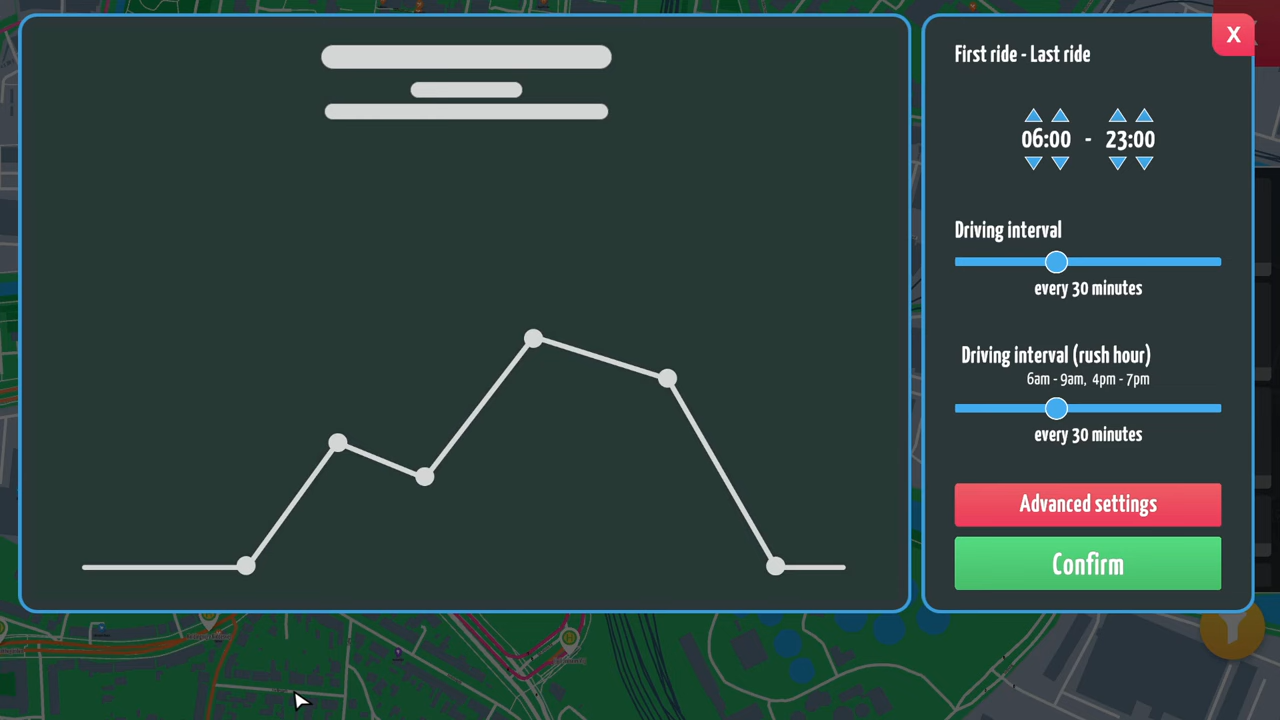 X
First ride - Last ride
06:00 - 23:00
Driving interval
every 30 minutes
Driving interval (rush hour)
6am - 9am, 4pm - 7pm
every 30 minutes
Advanced settings
Confirm